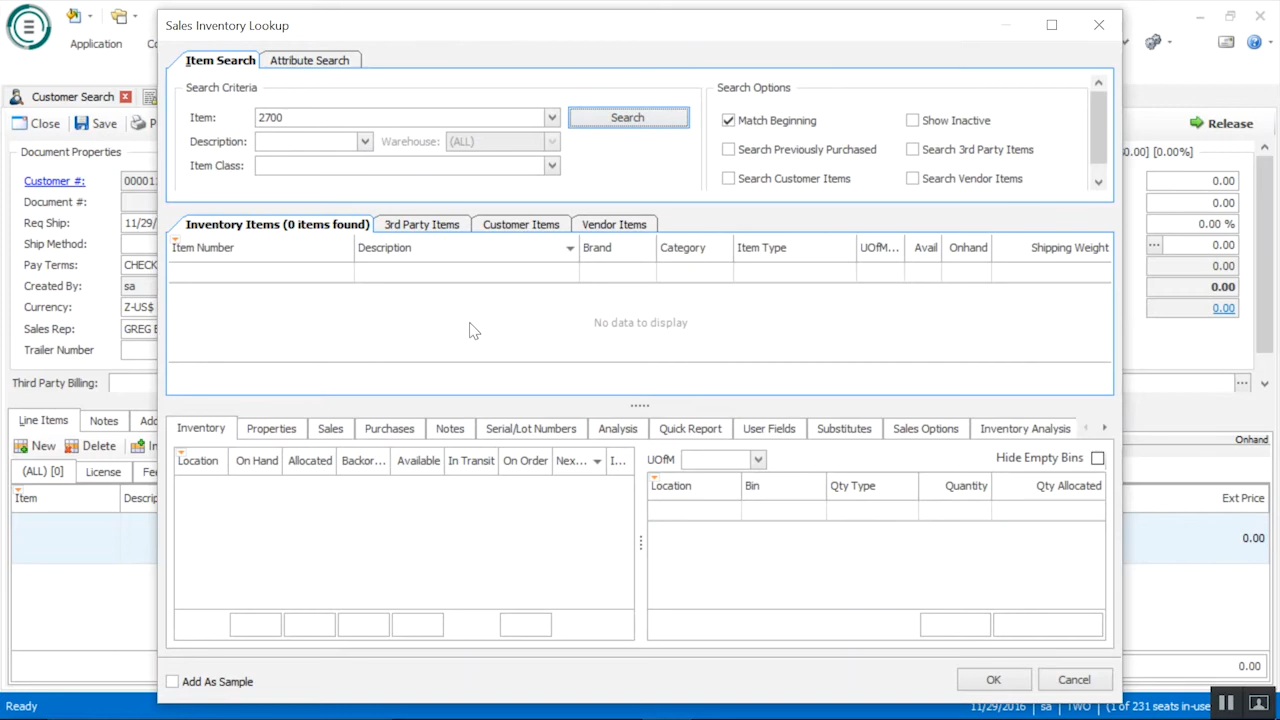 Sales Inventory Lookup
Application
Item Search Attribute Search
Search Criteria Search Options
Item: 2700 Search
Match Beginning Show Inactive
Description: Warehouse: (ALL)
Search Previously Purchased Search 3rd Party Items
Item Class:
Search Customer Items Search Vendor Items
Customer Search
Close Save Release
Document Properties [0.00%]
Customer #: 0.00
Document #: 0.00
Req Ship: 11/29/ 0.00 %
Ship Method: 0.00
Pay Terms: CHECK 0.00
Created By: sa 0.00
Currency: Z-US$ 0.00
Sales Rep: GREG
Trailer Number
Third Party Billing:
Inventory Items (0 items found) 3rd Party Items Customer Items Vendor Items
Item Number Description Brand Category Item Type UOfM... Avail Onhand Shipping Weight
No data to display
Line Items Notes
New Delete
(ALL) [0] License
Item
Onhand
Ext Price
0.00
0.00
Inventory Properties Sales Purchases Notes Serial/Lot Numbers Analysis Quick Report User Fields Substitutes Sales Options Inventory Analysis
Location On Hand Allocated Backor... Available In Transit On Order Nex... I...
UOfM Hide Empty Bins
Location Bin Qty Type Quantity Qty Allocated
Add As Sample OK Cancel
Ready 11/29/2016 sa TWO (1 of 231 seats in-use